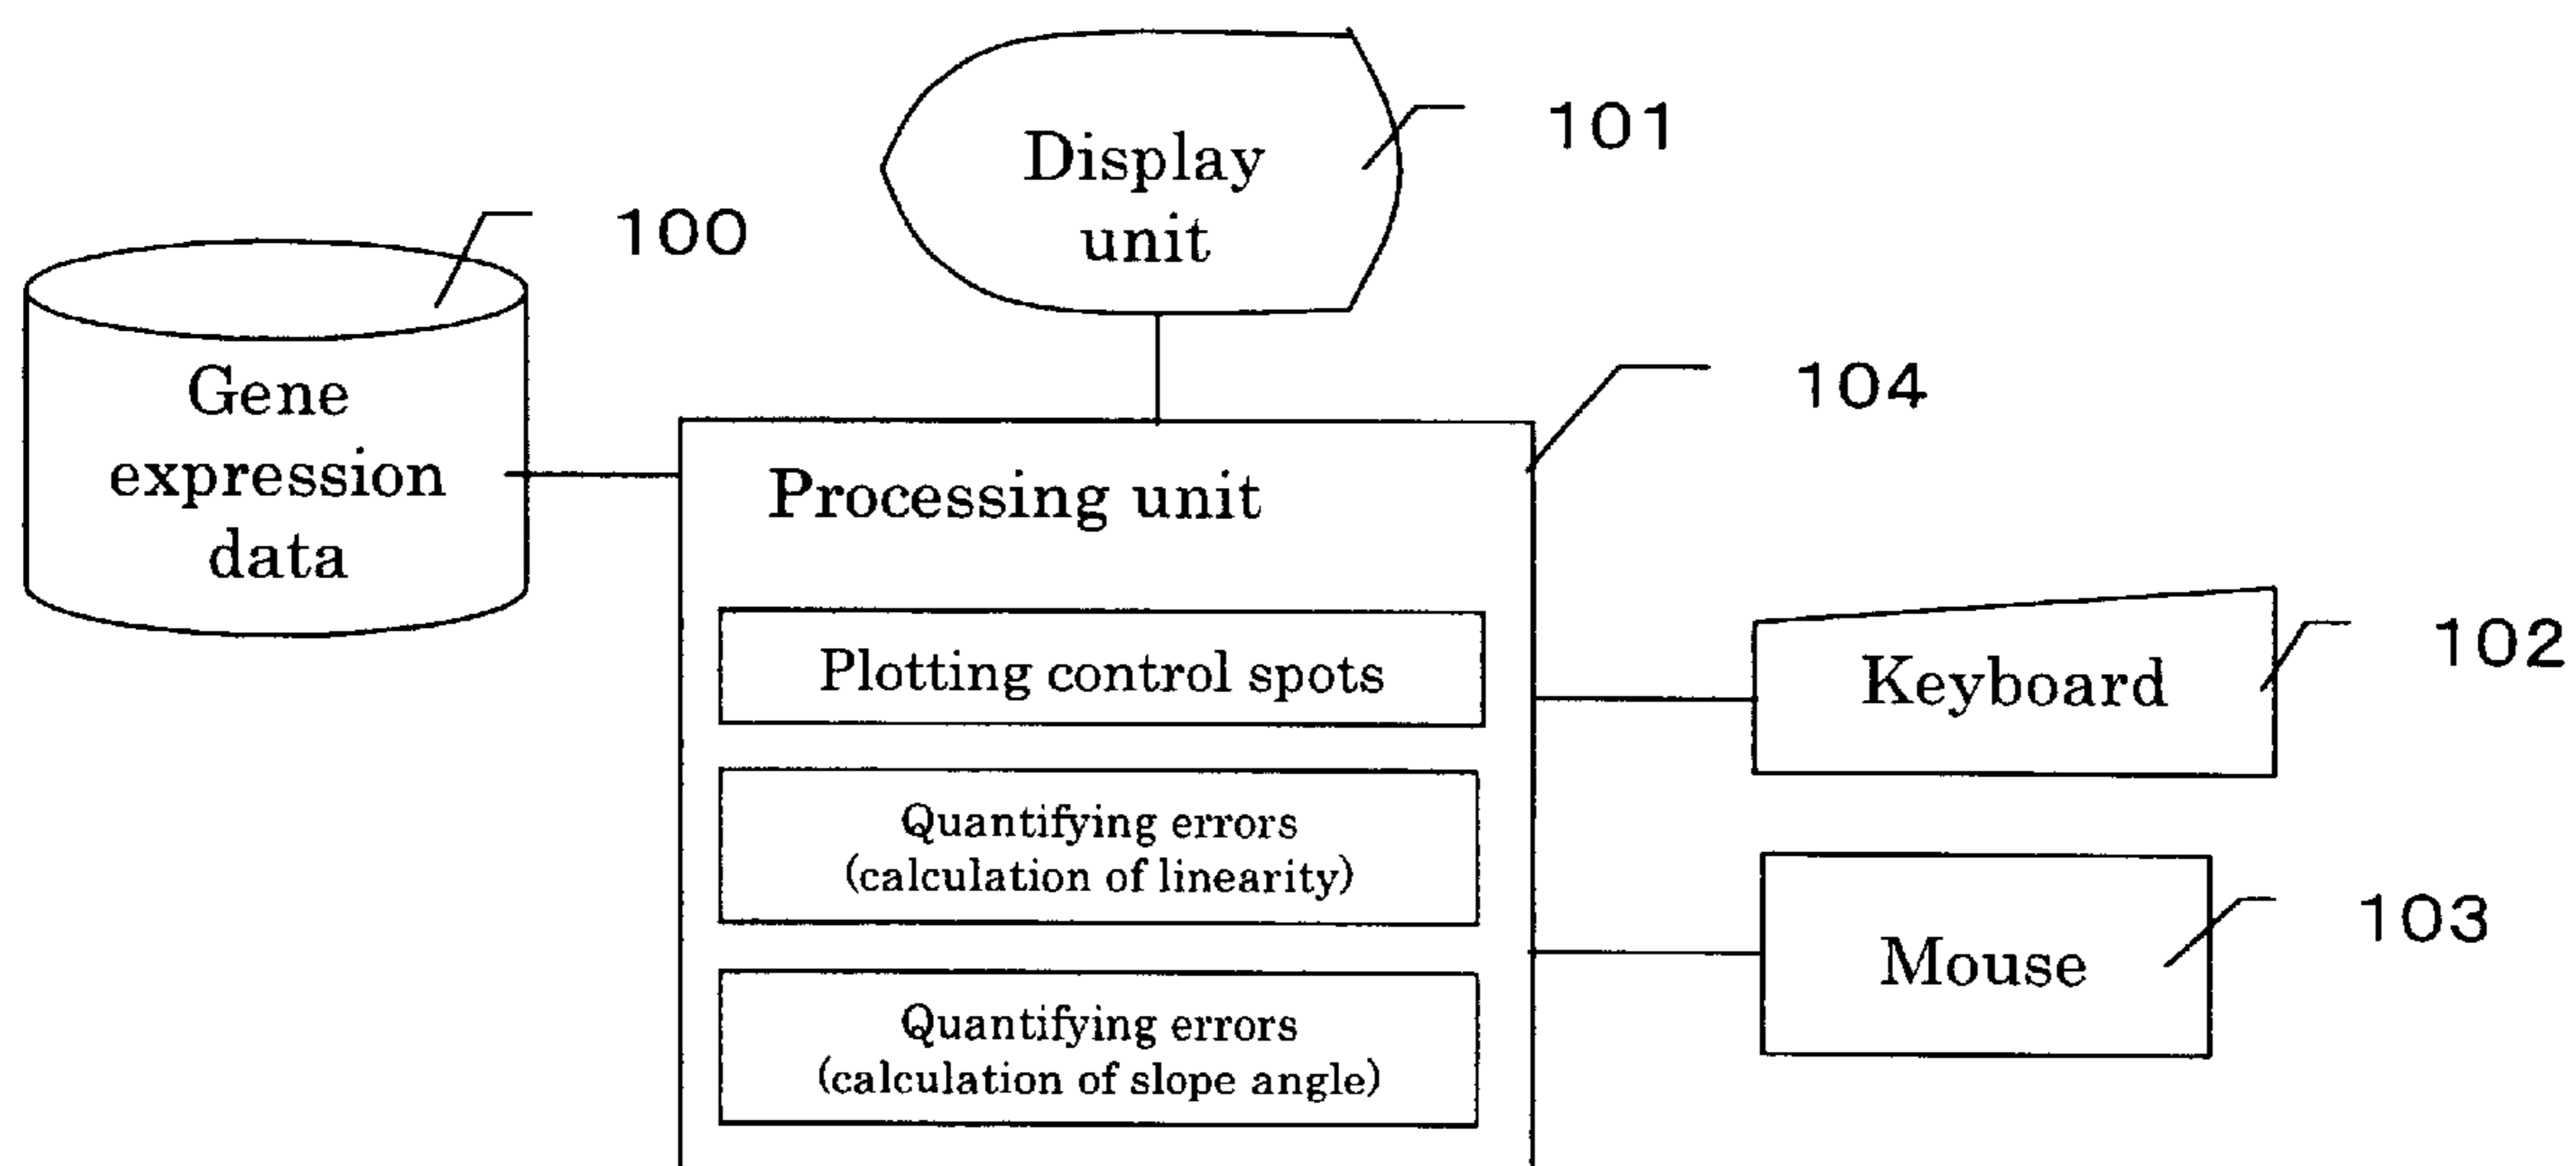 Display
unit
101
100
Gene
expression
data
104
Processing unit
Plotting control spots
Quantifying errors
(calculation of linearity)
Quantifying errors
(calculation of slope angle)
Keyboard
102
Mouse
103